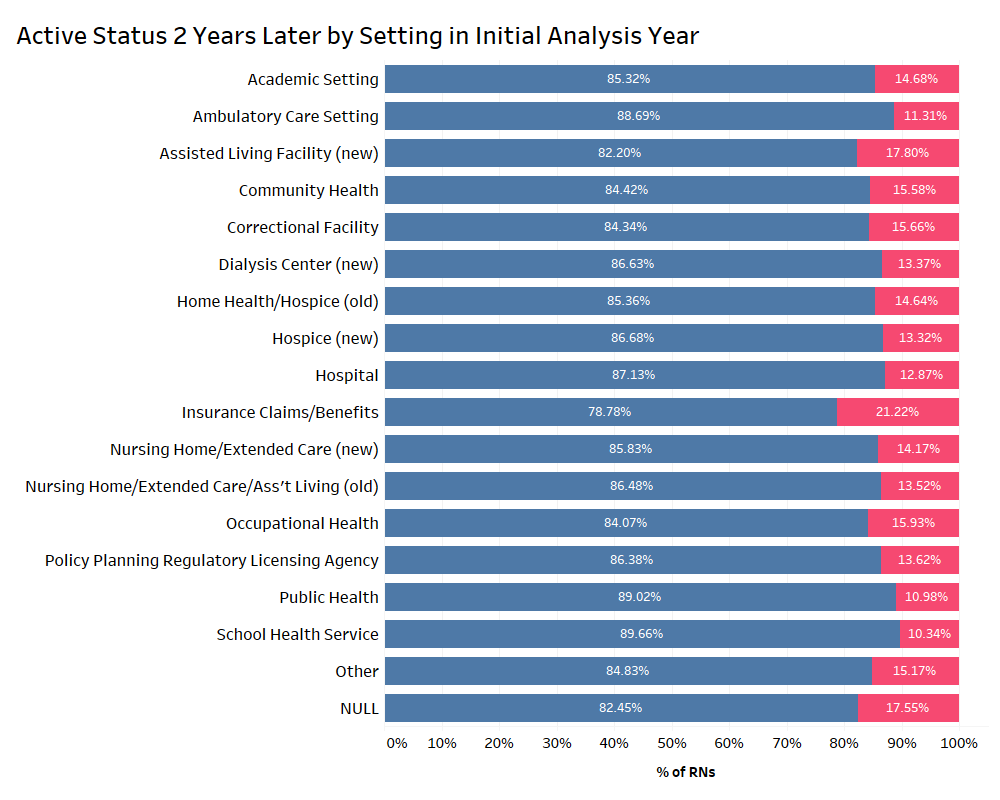 Active Status 2 Years Later by Setting in Initial Analysis Year
Academic Setting 85.32% 14.68%
Ambulatory Care Setting 88.69% 11.31%
Assisted Living Facility (new) 82.20% 17.80%
Community Health 84.42% 15.58%
Correctional Facility 84.34% 15.66%
Dialysis Center (new) 86.63% 13.37%
Home Health/Hospice (old) 85.36% 14.64%
Hospice (new) 86.68% 13.32%
Hospital 87.13% 12.87%
Insurance Claims/Benefits 78.78% 21.22%
Nursing Home/Extended Care (new) 85.83% 14.17%
Nursing Home/Extended Care/Ass't Living (old) 86.48% 13.52%
Occupational Health 84.07% 15.93%
Policy Planning Regulatory Licensing Agency 86.38% 13.62%
Public Health 89.02% 10.98%
School Health Service 89.66% 10.34%
Other 84.83% 15.17%
NULL 82.45% 17.55%
0% 10% 20% 30% 40% 50% 60% 70% 80% 90% 100%
% of RNs